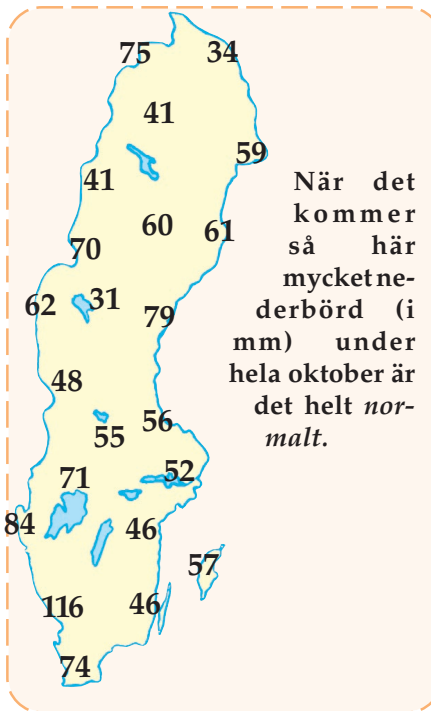 75 34
41
59
41
60 61
70
62 31
79
48
56
55
71 52
84 46
57
116 46
74
När det
kommer
så här
mycket ne-
derbörd (i
mm) under
hela oktober är
det helt nor-
malt.